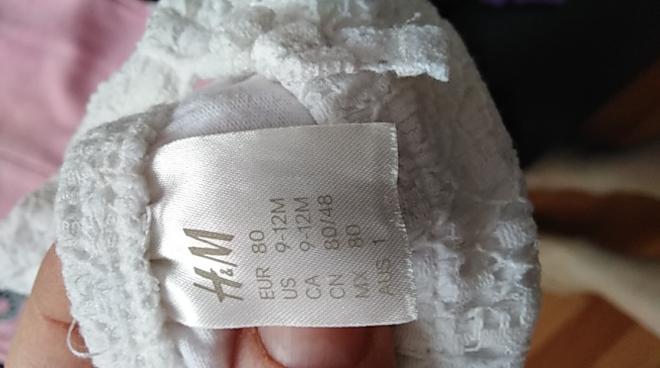 H&M
EUR 80
US 9-12M
CA 9-12M
CN 80/48
MX 80
AUS 1